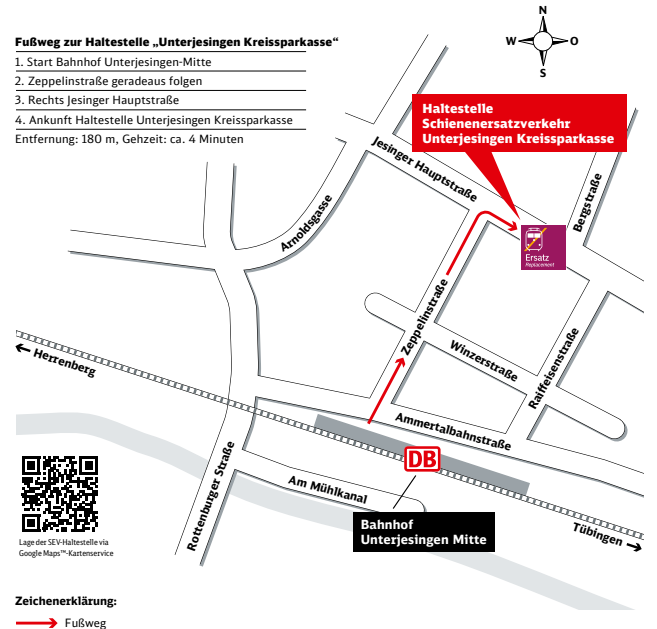 Fußweg zur Haltestelle „Unterjesingen Kreissparkasse“
1. Start Bahnhof Unterjesingen-Mitte
2. Zeppelinstraße geradeaus folgen
3. Rechts Jesinger Hauptstraße
4. Ankunft Haltestelle Unterjesingen Kreissparkasse
Entfernung: 180 m, Gehzeit: ca. 4 Minuten
N
W
O
S
Haltestelle
Schienenersatzverkehr
Unterjesingen Kreissparkasse
Jesinger Hauptstraße
Bergstraße
Arnoldsgasse
Ersatz
Replacement
Zeppelinstraße
Winzerstraße
Raiffeisenstraße
Herrenberg
Ammertalbahnstraße
DB
Rottenburger Straße
Am Mühlkanal
Bahnhof
Unterjesingen Mitte
Tübingen
Lage der SEV-Haltestelle via
Google Maps™-Kartenservice
Zeichenerklärung:
Fußweg